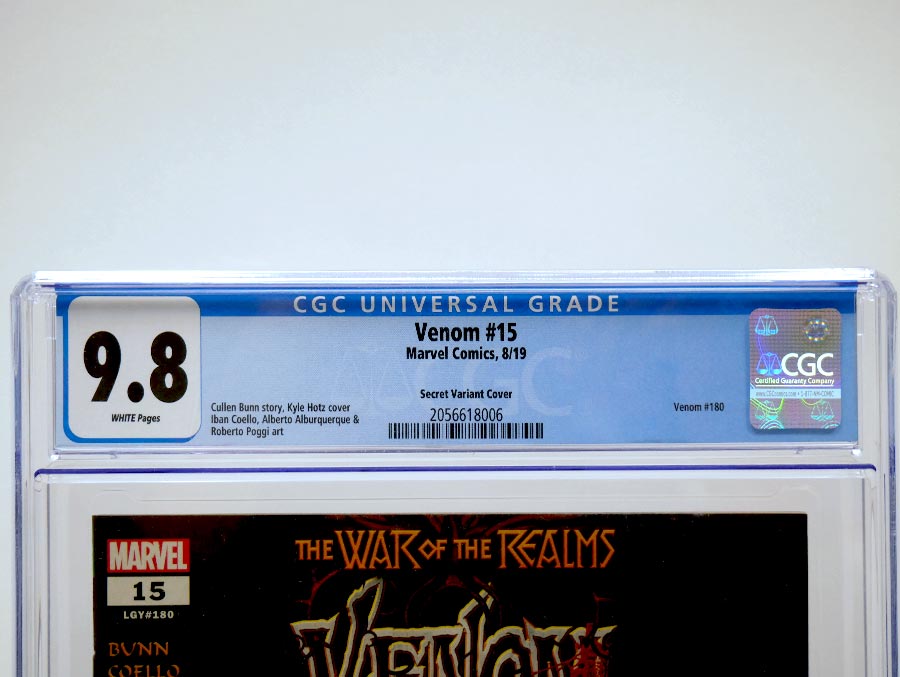 CGC UNIVERSAL GRADE
9.8
WHITE Pages
Venom #15
Marvel Comics, 8/19
Secret Variant Cover
Cullen Bunn story, Kyle Hotz cover
Iban Coello, Alberto Alburquerque &
Roberto Poggi art
2056618006
Venom #180
CGC
Certified Guaranty Company
MARVEL
15
LGY#180
THE WAR OF THE REALMS
VENOM
BUNN
COELLO